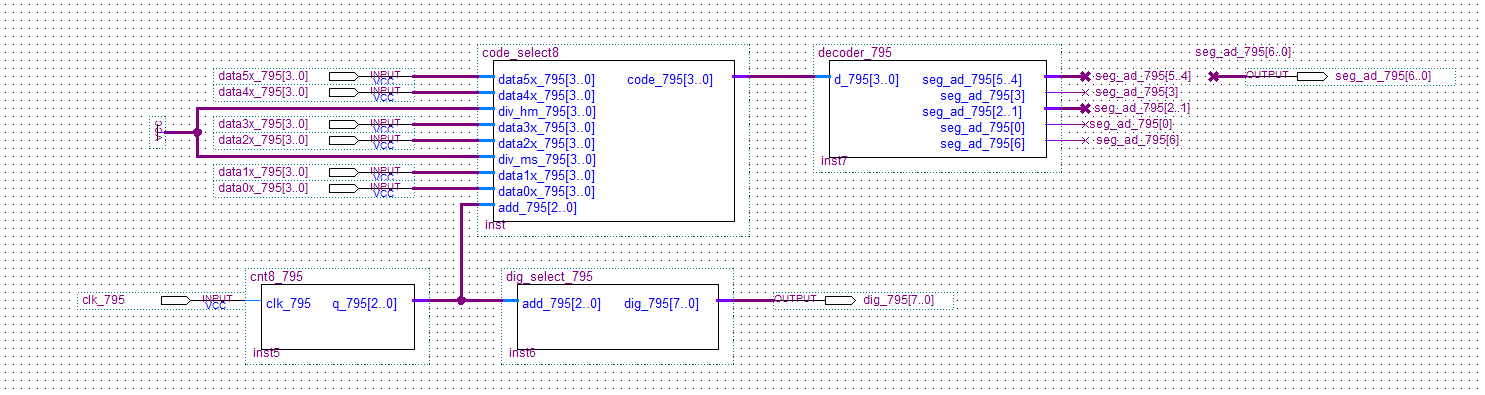 code_select8
decoder_795
seg_ad_795[6..0]
data5x_795[3..0] INPUT VCC
data5x_795[3..0] code_795[3..0]
d_795[3..0] seg_ad_795[5..4]
seg_ad_795[5..4]
OUTPUT seg_ad_795[6..0]
data4x_795[3..0] INPUT VCC
data4x_795[3..0]
seg_ad_795[3]
seg_ad_795[3]
div_hm_795[3..0]
seg_ad_795[2..1]
seg_ad_795[2..1]
data3x_795[3..0] INPUT VCC
data3x_795[3..0]
seg_ad_795[0]
seg_ad_795[0]
data2x_795[3..0] INPUT VCC
data2x_795[3..0]
seg_ad_795[6]
seg_ad_795[6]
div_ms_795[3..0]
inst7
data1x_795[3..0] INPUT VCC
data1x_795[3..0]
data0x_795[3..0] INPUT VCC
data0x_795[3..0]
add_795[2..0]
inst
cnt8_795
dig_select_795
clk_795 INPUT VCC
clk_795 q_795[2..0]
add_795[2..0] dig_795[7..0]
OUTPUT dig_795[7..0]
inst5
inst6